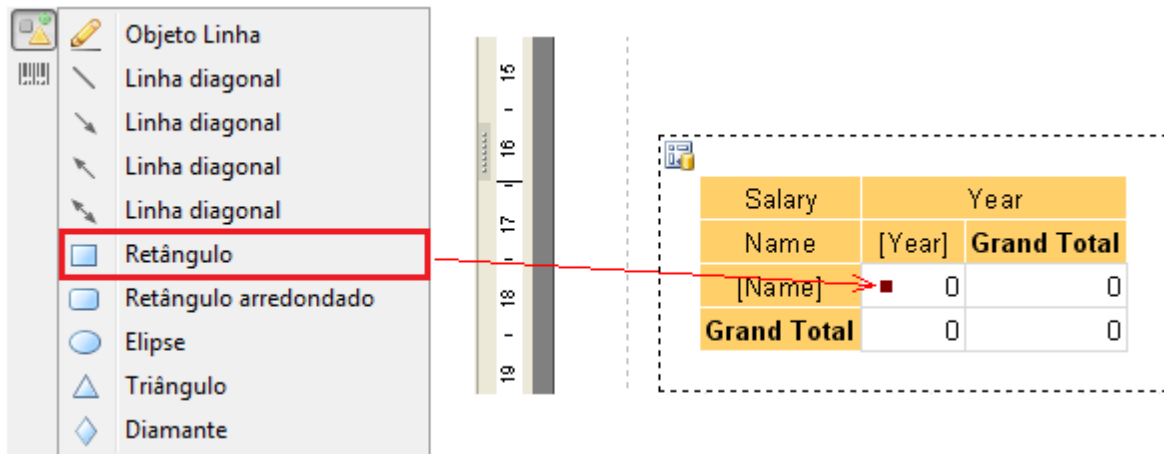 Objeto Linha
Linha diagonal
Linha diagonal
Linha diagonal
Linha diagonal
Retângulo
Retângulo arredondado
Elipse
Triângulo
Diamante
15
16
17
18
19
Salary Year
Name [Year] Grand Total
[Name] 0 0
Grand Total 0 0